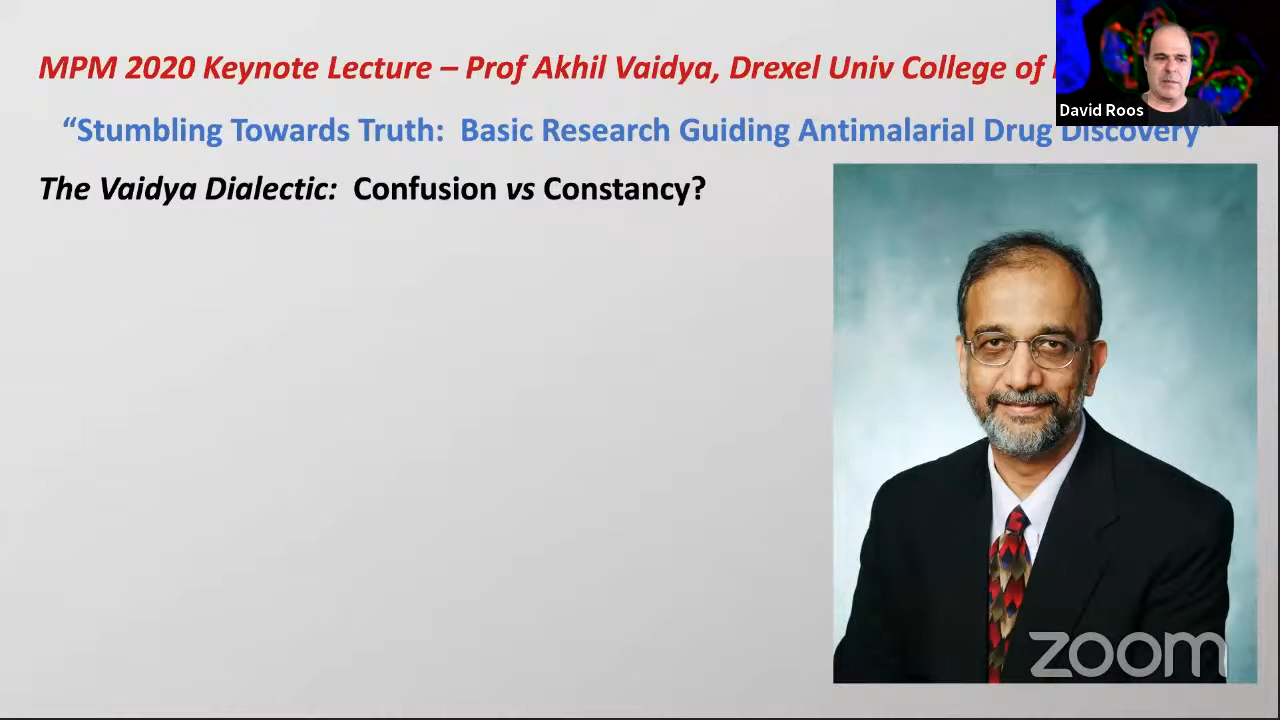 MPM 2020 Keynote Lecture – Prof Akhil Vaidya, Drexel Univ College of
David Roos
“Stumbling Towards Truth: Basic Research Guiding Antimalarial Drug Discovery”
The Vaidya Dialectic: Confusion vs Constancy?
zoom